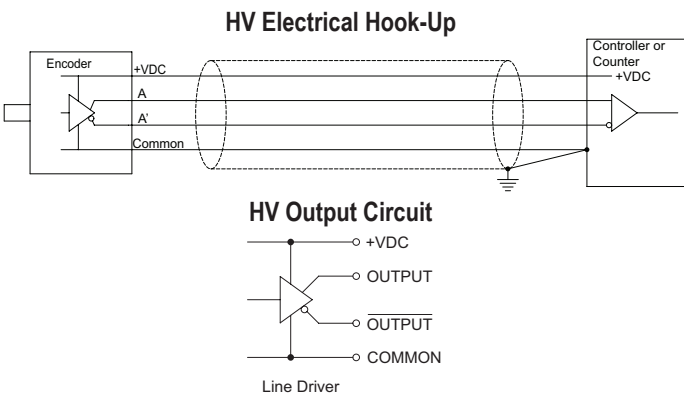 HV Electrical Hook-Up
Encoder
+VDC
A
A'
Common
Controller or
Counter
+VDC
HV Output Circuit
+VDC
OUTPUT
OUTPUT
COMMON
Line Driver